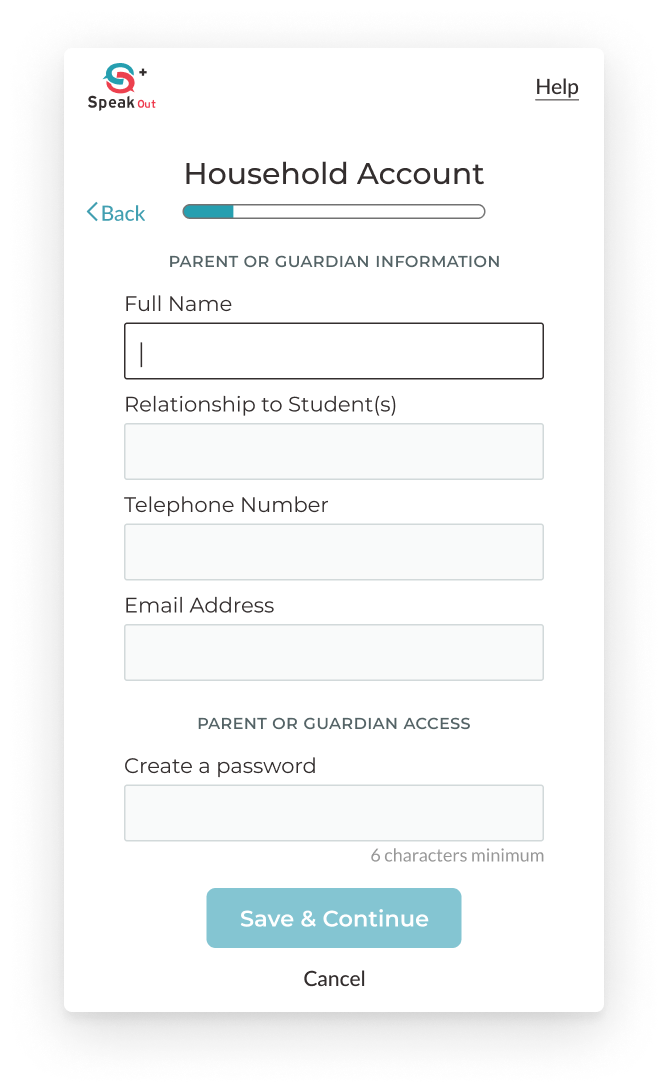 Speak Out
Help
Household Account
Back
PARENT OR GUARDIAN INFORMATION
Full Name
Relationship to Student(s)
Telephone Number
Email Address
PARENT OR GUARDIAN ACCESS
Create a password
6 characters minimum
Save & Continue
Cancel